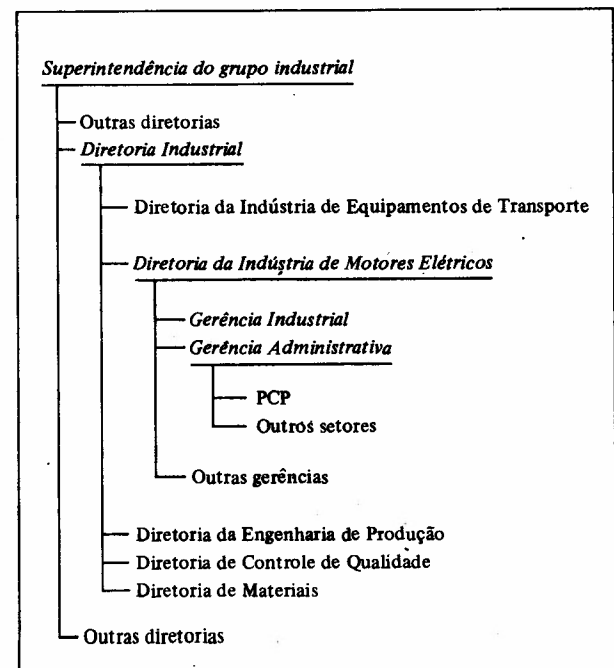 Superintendência do grupo industrial
Outras diretorias
Diretoria Industrial
Diretoria da Indústria de Equipamentos de Transporte
Diretoria da Indústria de Motores Elétricos
Gerência Industrial
Gerência Administrativa
PCP
Outros setores
Outras gerências
Diretoria da Engenharia de Produção
Diretoria de Controle de Qualidade
Diretoria de Materiais
Outras diretorias